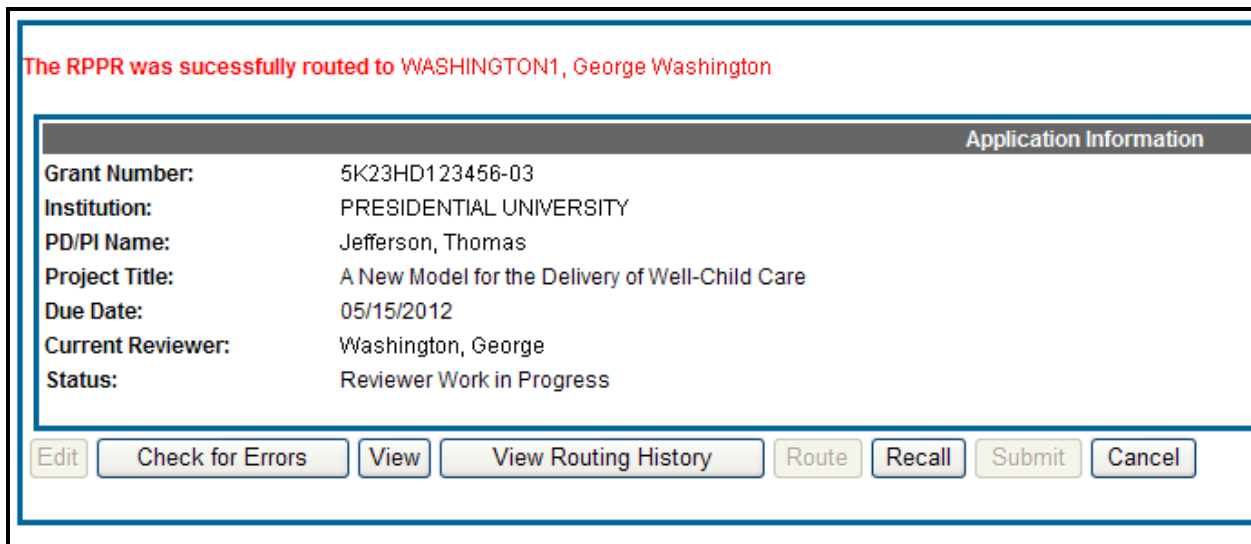 The RPPR was sucessfully routed to WASHINGTON1, George Washington
Application Information
Grant Number: 5K23HD123456-03
Institution: PRESIDENTIAL UNIVERSITY
PD/PI Name: Jefferson, Thomas
Project Title: A New Model for the Delivery of Well-Child Care
Due Date: 05/15/2012
Current Reviewer: Washington, George
Status: Reviewer Work in Progress
Edit Check for Errors View View Routing History Route Recall Submit Cancel